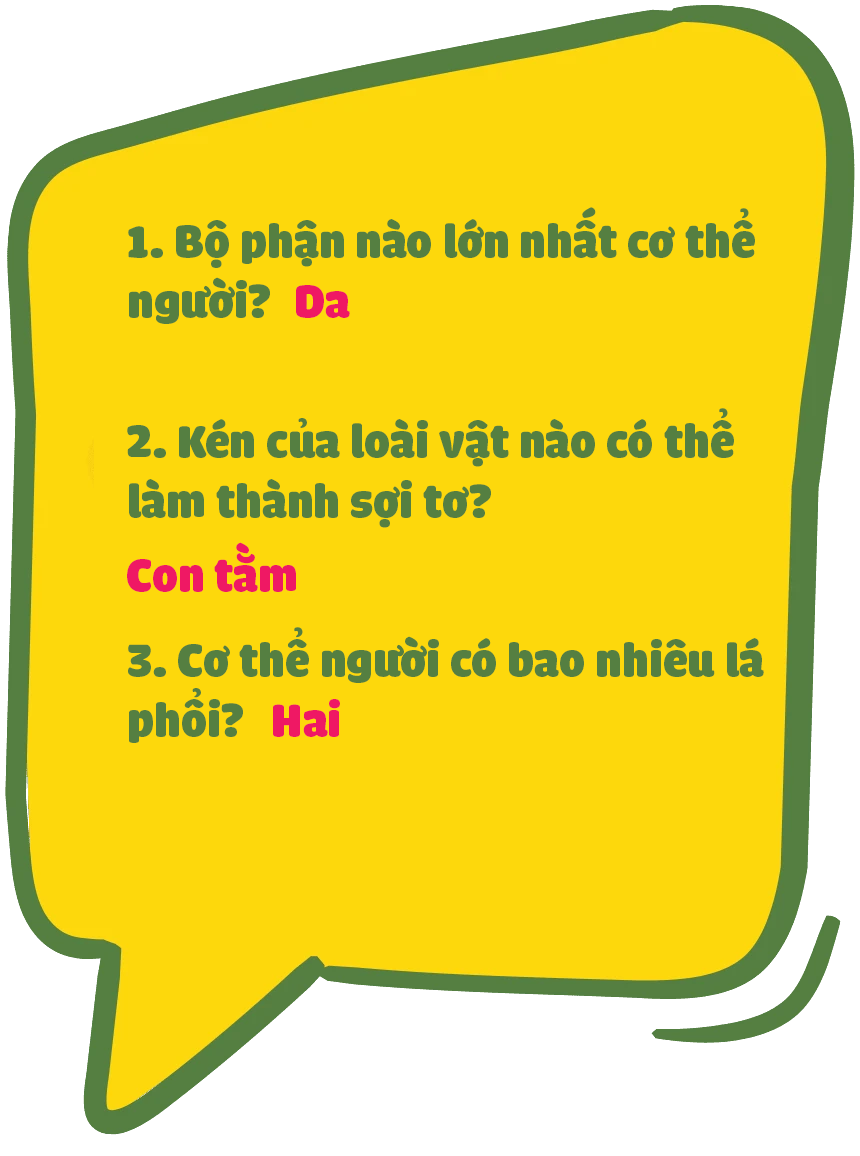 1. Bộ phận nào lớn nhất cơ thể
người? Da
2. Kén của loài vật nào có thể
làm thành sợi tơ?
Con tằm
3. Cơ thể người có bao nhiêu lá
phổi? Hai